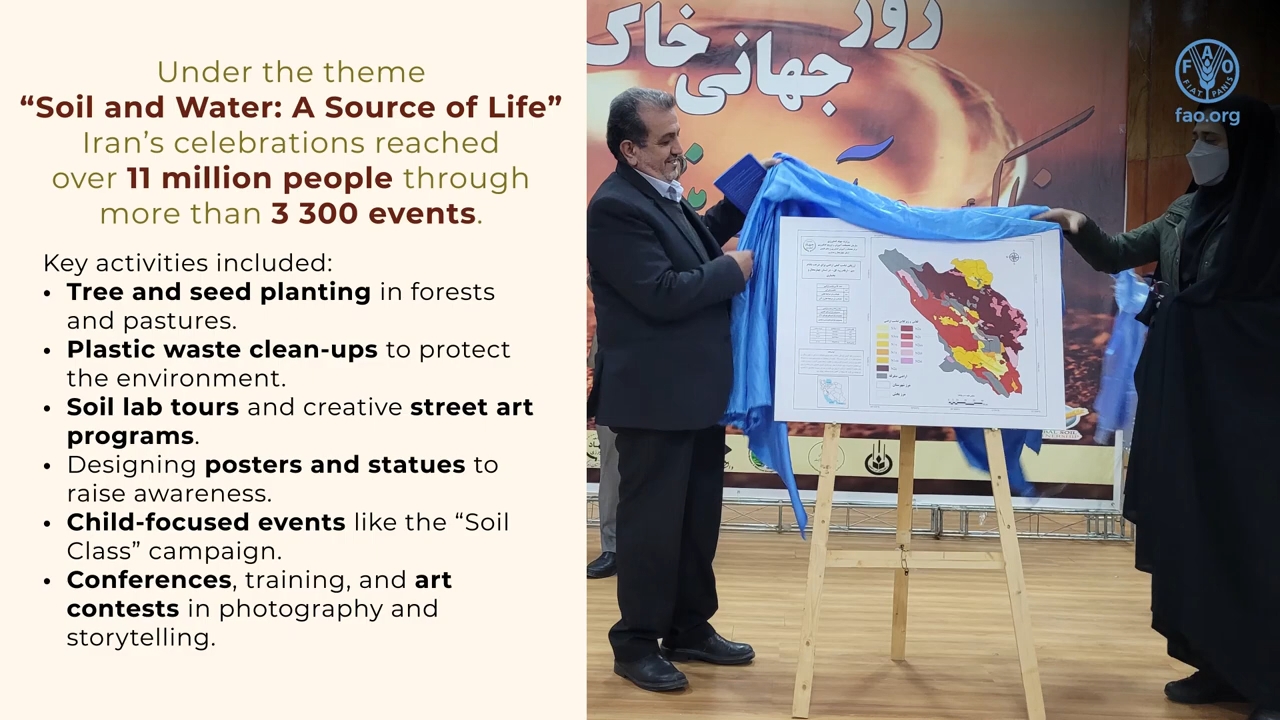 Under the theme
“Soil and Water: A Source of Life”
Iran’s celebrations reached
over 11 million people through
more than 3 300 events.
Key activities included:
• Tree and seed planting in forests
and pastures.
• Plastic waste clean-ups to protect
the environment.
• Soil lab tours and creative street art
programs.
• Designing posters and statues to
raise awareness.
• Child-focused events like the “Soil
Class” campaign.
• Conferences, training, and art
contests in photography and
storytelling.
روز
جهانی
خاک
F A O
FIAT PANIS
fao.org